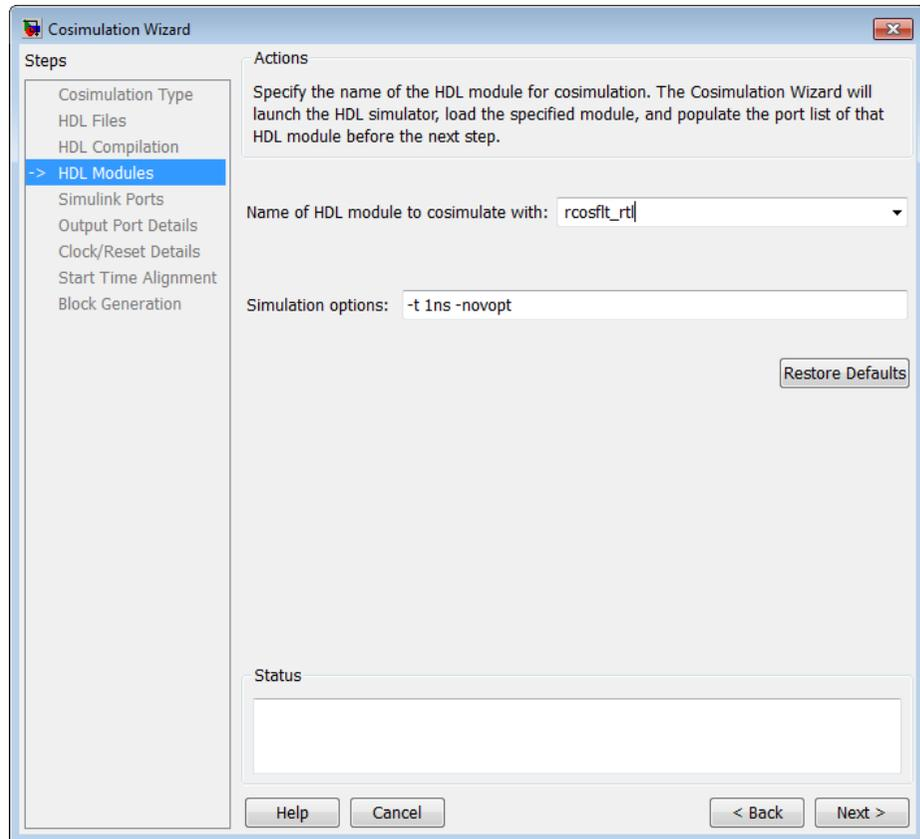 Cosimulation Wizard
Steps
Cosimulation Type
HDL Files
HDL Compilation
-> HDL Modules
Simulink Ports
Output Port Details
Clock/Reset Details
Start Time Alignment
Block Generation
Actions
Specify the name of the HDL module for cosimulation. The Cosimulation Wizard will
launch the HDL simulator, load the specified module, and populate the port list of that
HDL module before the next step.
Name of HDL module to cosimulate with: rcosflt_rtl
Simulation options: -t 1ns -novopt
Restore Defaults
Status
Help Cancel < Back Next >